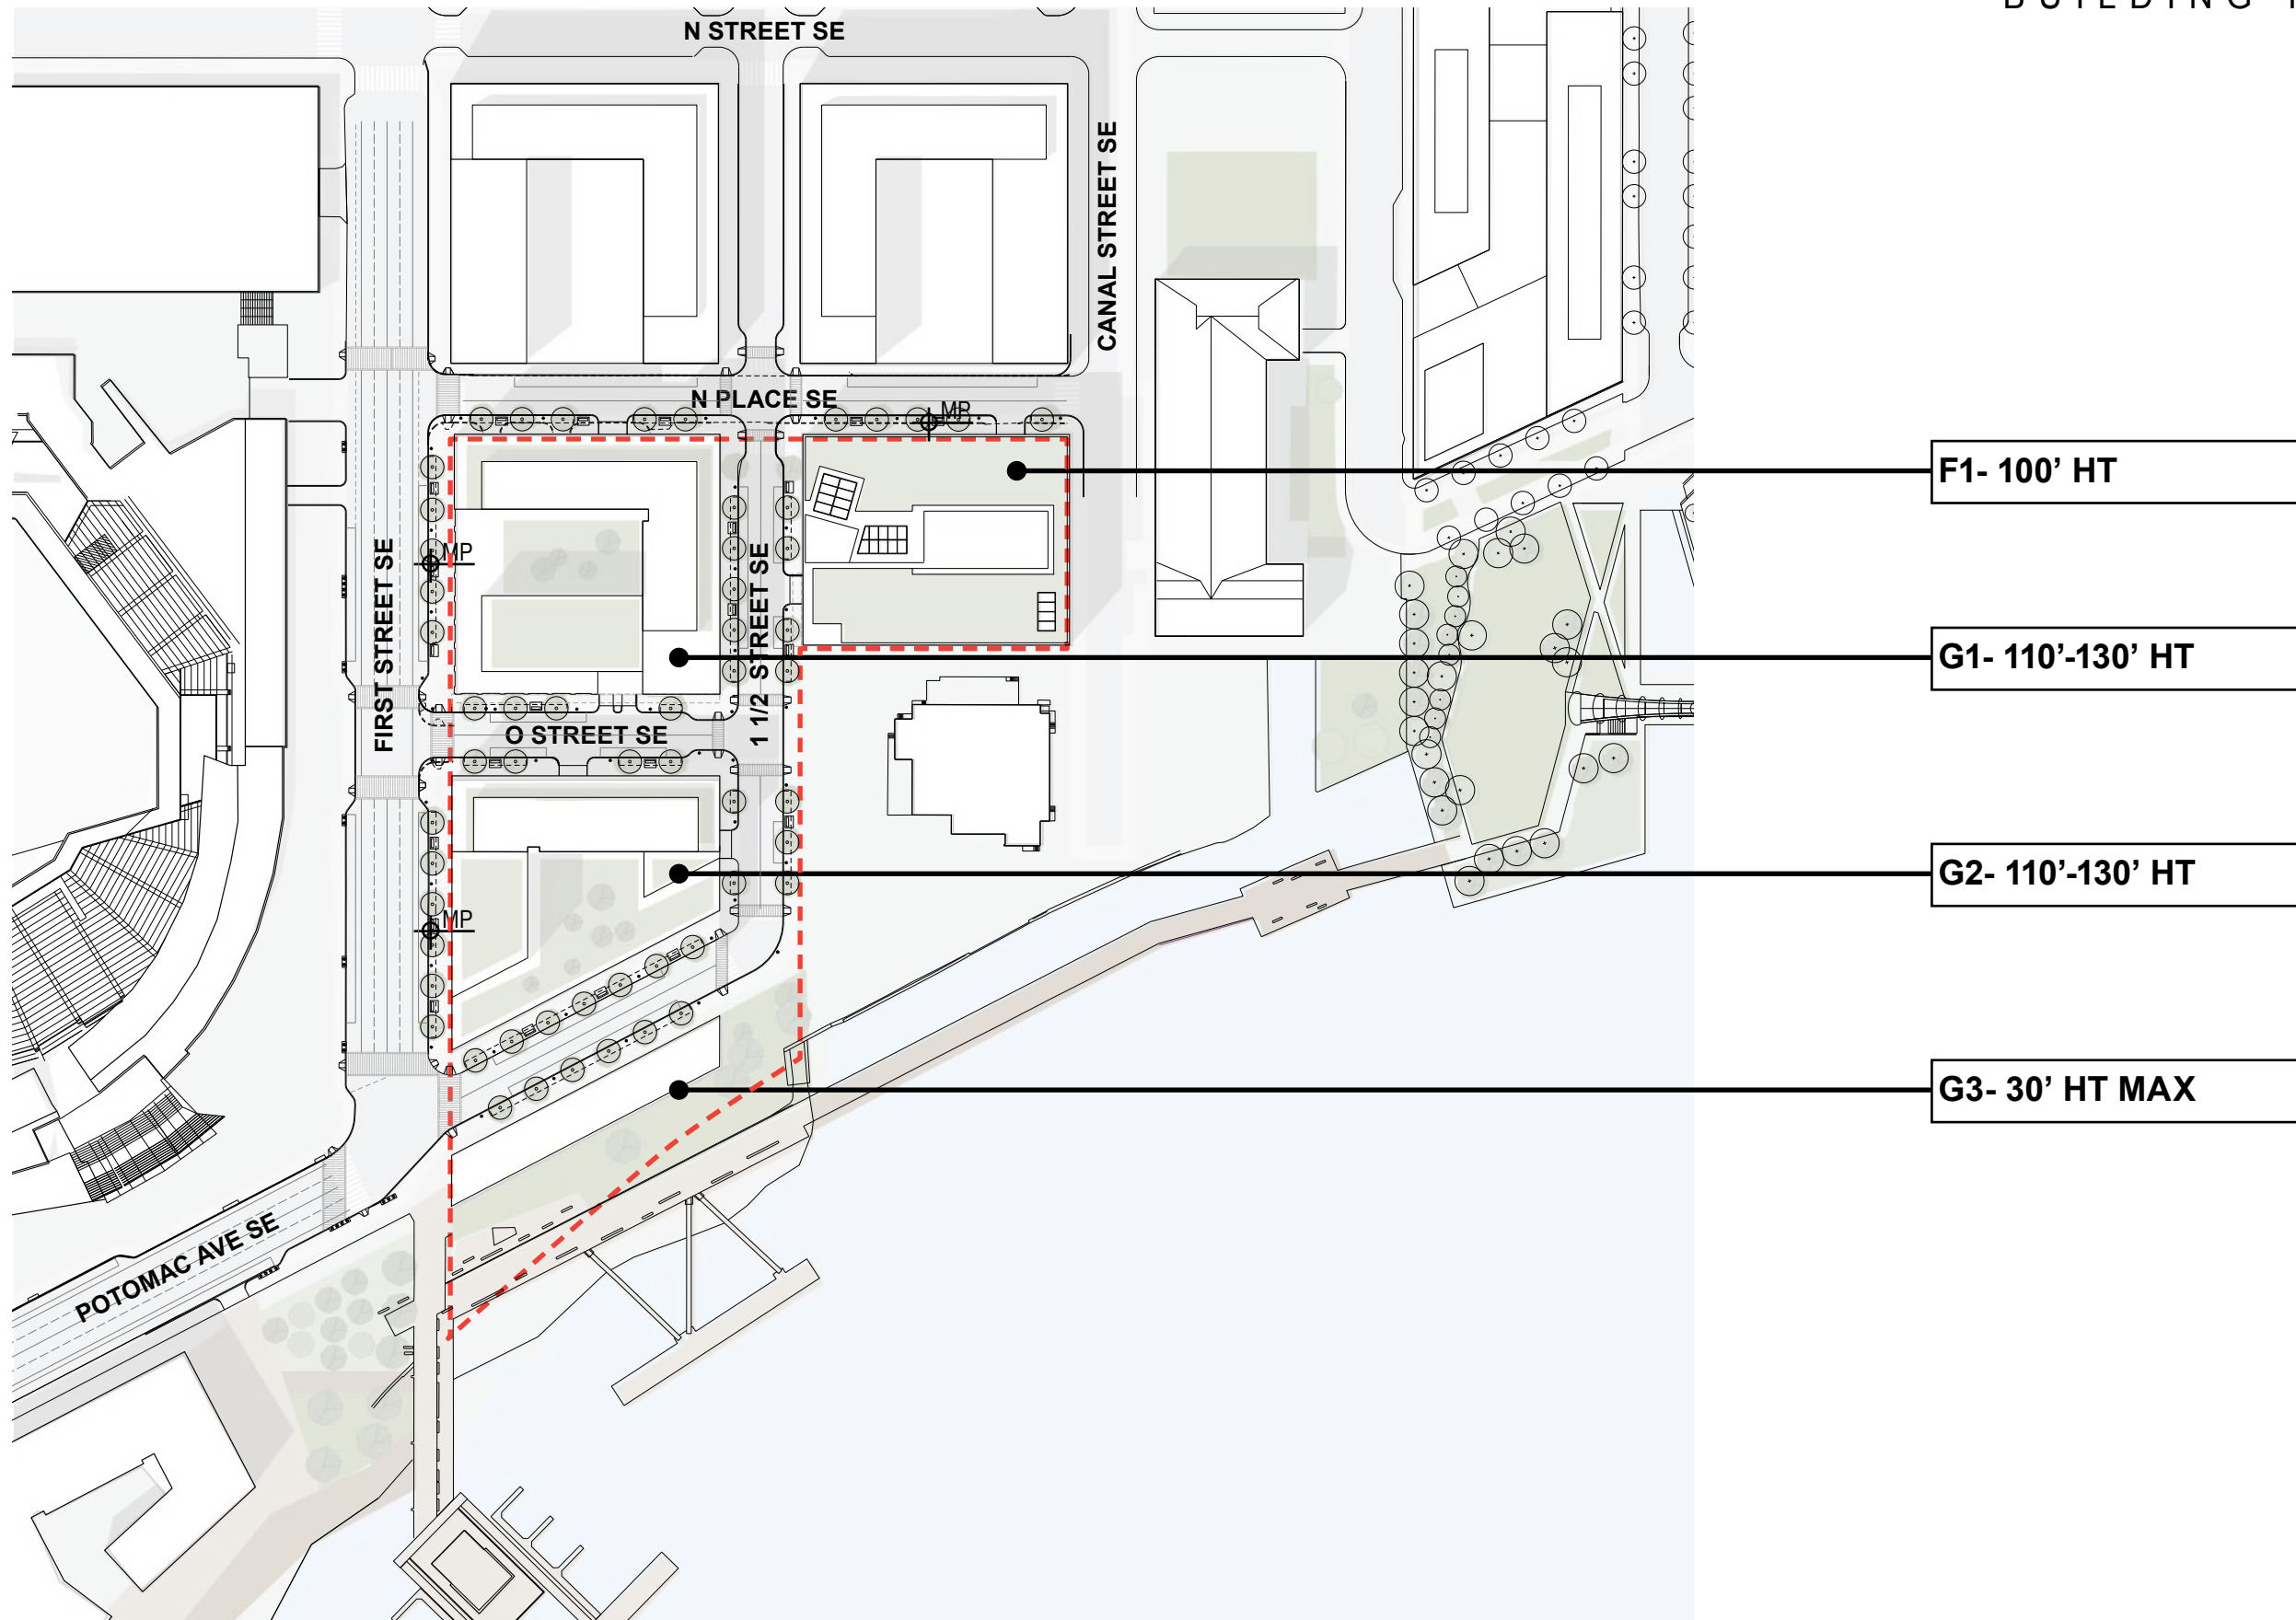 N STREET SE
CANAL STREET SE
N PLACE SE
MP
F1- 100' HT
MP
FIRST STREET SE
1 1/2 STREET SE
G1- 110'-130' HT
O STREET SE
G2- 110'-130' HT
MP
G3- 30' HT MAX
POTOMAC AVE SE